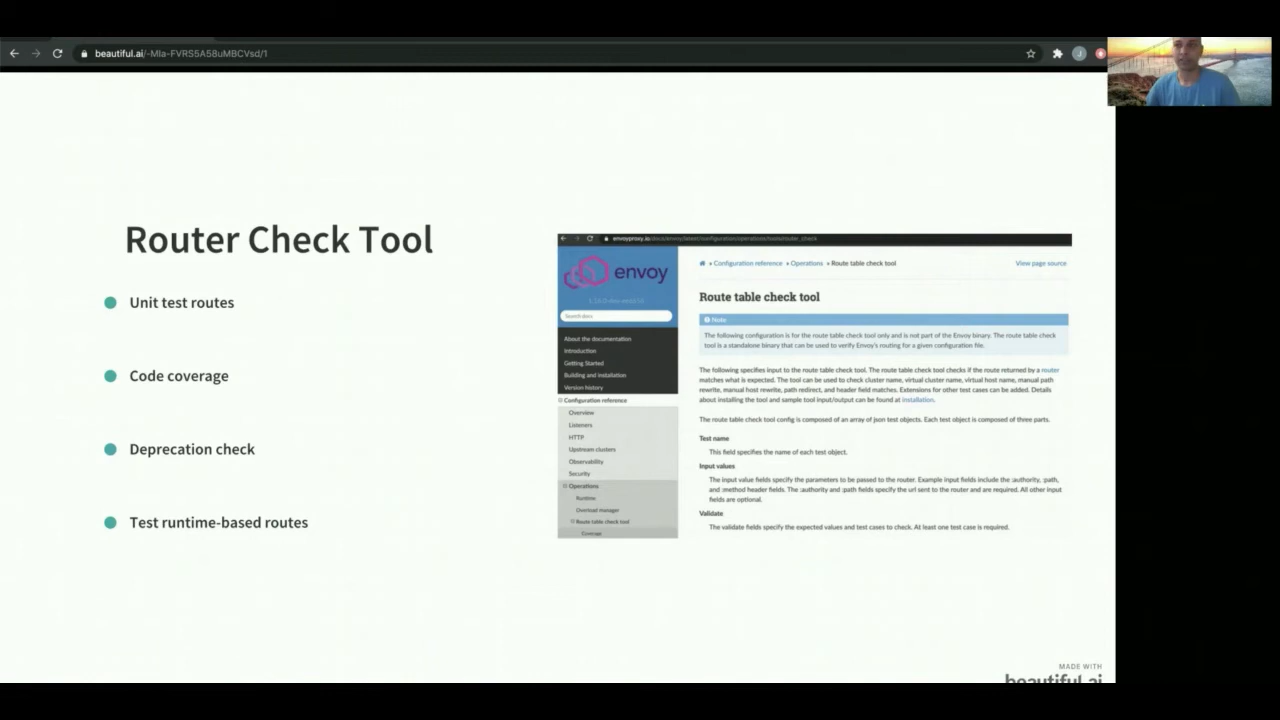 beautiful.ai/-MIa-FVRS5A58uMBCVsd/1
J
Router Check Tool
Unit test routes
Code coverage
Deprecation check
Test runtime-based routes
envoyproxy.io/docs/envoy/latest/configuration/operations/tools/router_check
envoy
Search docs
About the documentation
Introduction
Getting Started
Building and installation
Version history
Configuration reference
Overview
Listeners
HTTP
Upstream clusters
Observability
Security
Operations
Runtime
Overload manager
Route table check tool
Coverage
» Configuration reference » Operations » Route table check tool
View page source
Route table check tool
Note
The following configuration is for the route table check tool only and is not part of the Envoy binary. The route table check
tool is a standalone binary that can be used to verify Envoy's routing for a given configuration file.
The following specifies input to the route table check tool. The route table check tool checks if the route returned by a router
matches what is expected. The tool can be used to check cluster name, virtual cluster name, virtual host name, manual path
rewrite, manual host rewrite, path redirect, and header field matches. Extensions for other test cases can be added. Details
about installing the tool and sample tool input/output can be found at installation.
The route table check tool config is composed of an array of json test objects. Each test object is composed of three parts.
Test name
This field specifies the name of each test object.
Input values
The input value fields specify the parameters to be passed to the router. Example input fields include the :authority, :path,
and :method header fields. The :authority and :path fields specify the url sent to the router and are required. All other input
fields are optional.
Validate
The validate fields specify the expected values and test cases to check. At least one test case is required.
MADE WITH
beautiful.ai